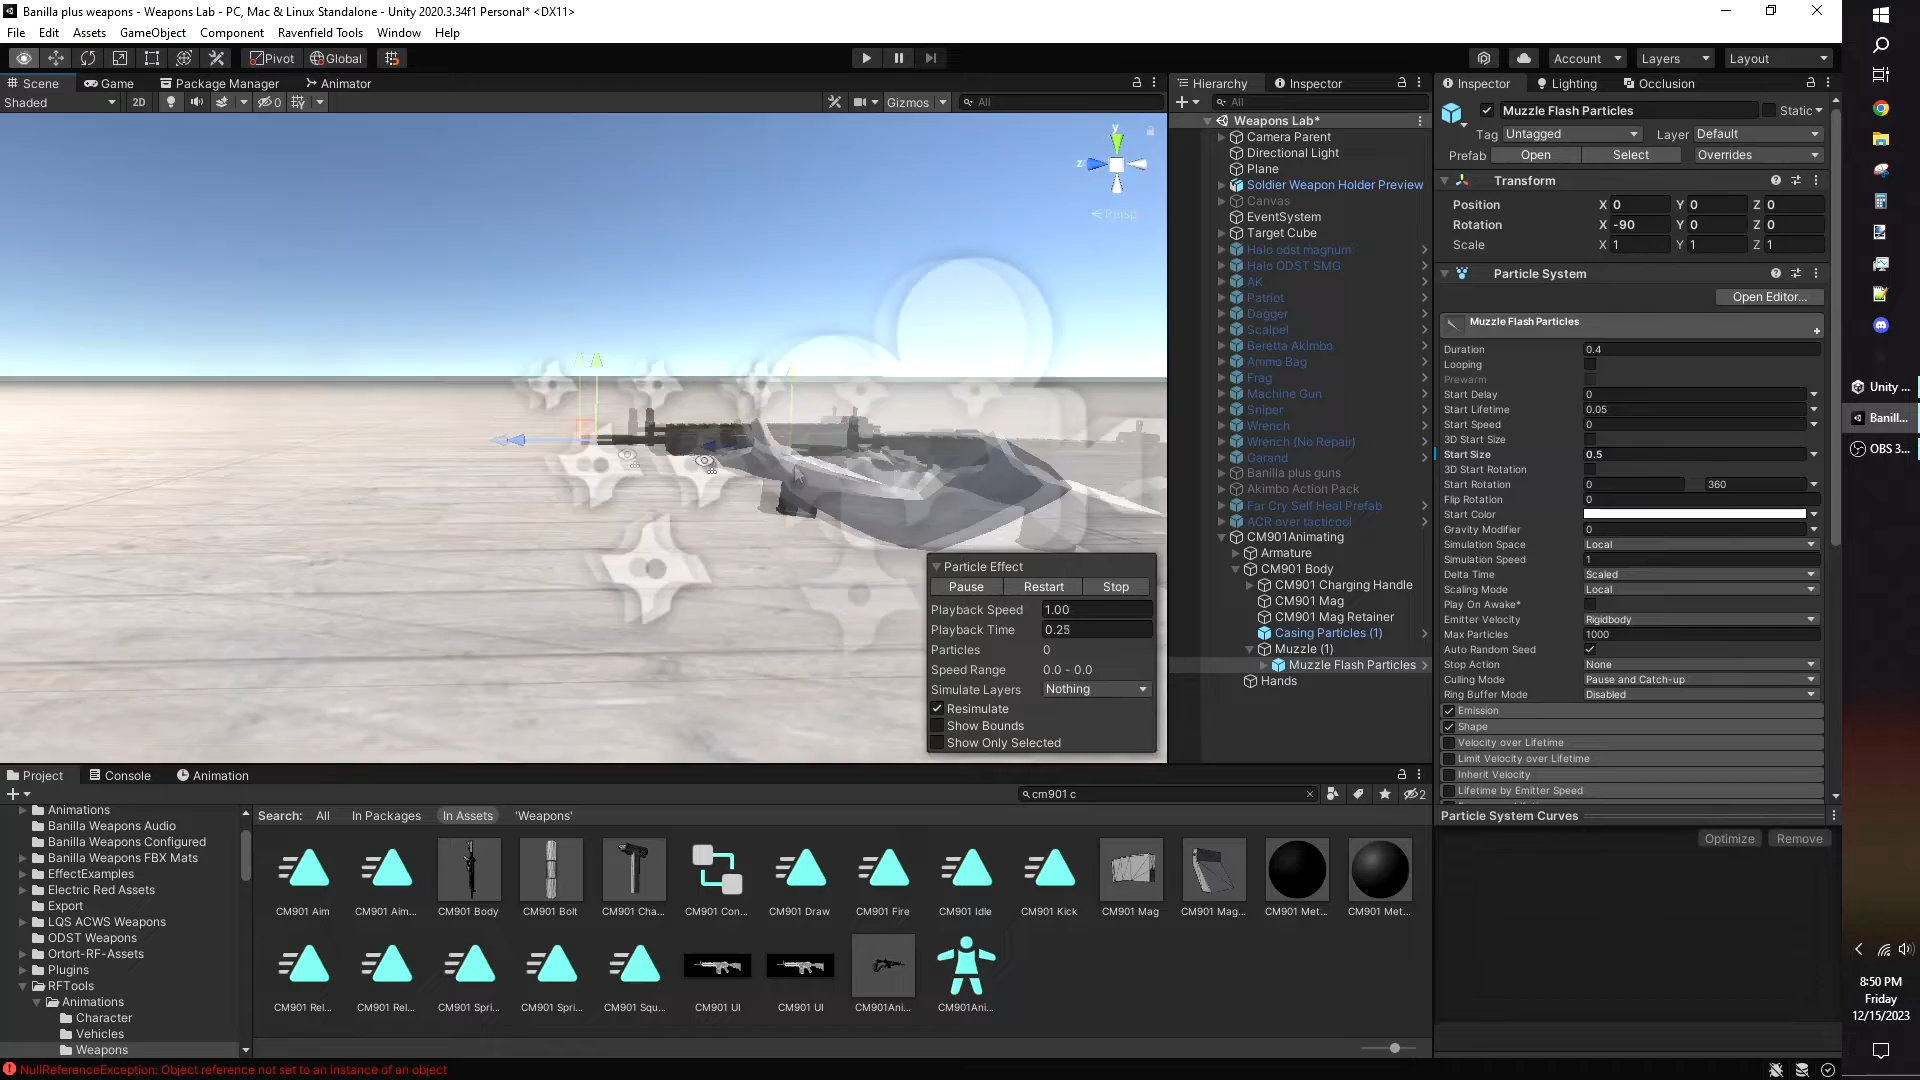 Banilla plus weapons - Weapons Lab - PC, Mac & Linux Standalone - Unity 2020.3.34f1 Personal* <DX11>
File Edit Assets GameObject Component Ravenfield Tools Window Help
Pivot Global Account Layers Layout
Scene Game Package Manager Animator
Shaded 2D 0 Gizmos All
y
z
Persp
Particle Effect
Pause Restart Stop
Playback Speed 1.00
Playback Time 0.25
Particles 0
Speed Range 0.0 - 0.0
Simulate Layers Nothing
Resimulate
Show Bounds
Show Only Selected
Hierarchy Inspector
All
Weapons Lab*
Camera Parent
Directional Light
Plane
Soldier Weapon Holder Preview
Canvas
EventSystem
Target Cube
Halo odst magnum
Halo ODST SMG
AK
Patriot
Dagger
Scalpel
Beretta Akimbo
Ammo Bag
Frag
Machine Gun
Sniper
Wrench
Wrench (No Repair)
Garand
Banilla plus guns
Akimbo Action Pack
Far Cry Self Heal Prefab
ACR over tacticool
CM901Animating
Armature
CM901 Body
CM901 Charging Handle
CM901 Mag
CM901 Mag Retainer
Casing Particles (1)
Muzzle (1)
Muzzle Flash Particles
Hands
Inspector Lighting Occlusion
Muzzle Flash Particles Static
Tag Untagged Layer Default
Prefab Open Select Overrides
Transform
Position X 0 Y 0 Z 0
Rotation X -90 Y 0 Z 0
Scale X 1 Y 1 Z 1
Particle System
Open Editor...
Muzzle Flash Particles
Duration 0.4
Looping
Prewarm
Start Delay 0
Start Lifetime 0.05
Start Speed 0
3D Start Size
Start Size 0.5
3D Start Rotation
Start Rotation 0 360
Flip Rotation 0
Start Color
Gravity Modifier 0
Simulation Space Local
Simulation Speed 1
Delta Time Scaled
Scaling Mode Local
Play On Awake*
Emitter Velocity Rigidbody
Max Particles 1000
Auto Random Seed
Stop Action None
Culling Mode Pause and Catch-up
Ring Buffer Mode Disabled
Emission
Shape
Velocity over Lifetime
Limit Velocity over Lifetime
Inherit Velocity
Lifetime by Emitter Speed
Particle System Curves
Optimize Remove
Project Console Animation
cm901 c 2
Animations
Banilla Weapons Audio
Banilla Weapons Configured
Banilla Weapons FBX Mats
EffectExamples
Electric Red Assets
Export
LQS ACWS Weapons
ODST Weapons
Ortort-RF-Assets
Plugins
RFTools
Animations
Character
Vehicles
Weapons
Search: All In Packages In Assets 'Weapons'
CM901 Aim CM901 Aim... CM901 Body CM901 Bolt CM901 Cha... CM901 Con... CM901 Draw CM901 Fire CM901 Idle CM901 Kick CM901 Mag CM901 Mag... CM901 Met... CM901 Met...
CM901 Rel... CM901 Rel... CM901 Spri... CM901 Spri... CM901 Squ... CM901 UI CM901 UI CM901Ani... CM901Ani...
NullReferenceException: Object reference not set to an instance of an object
Unity ...
Banill...
OBS 3...
8:50 PM
Friday
12/15/2023